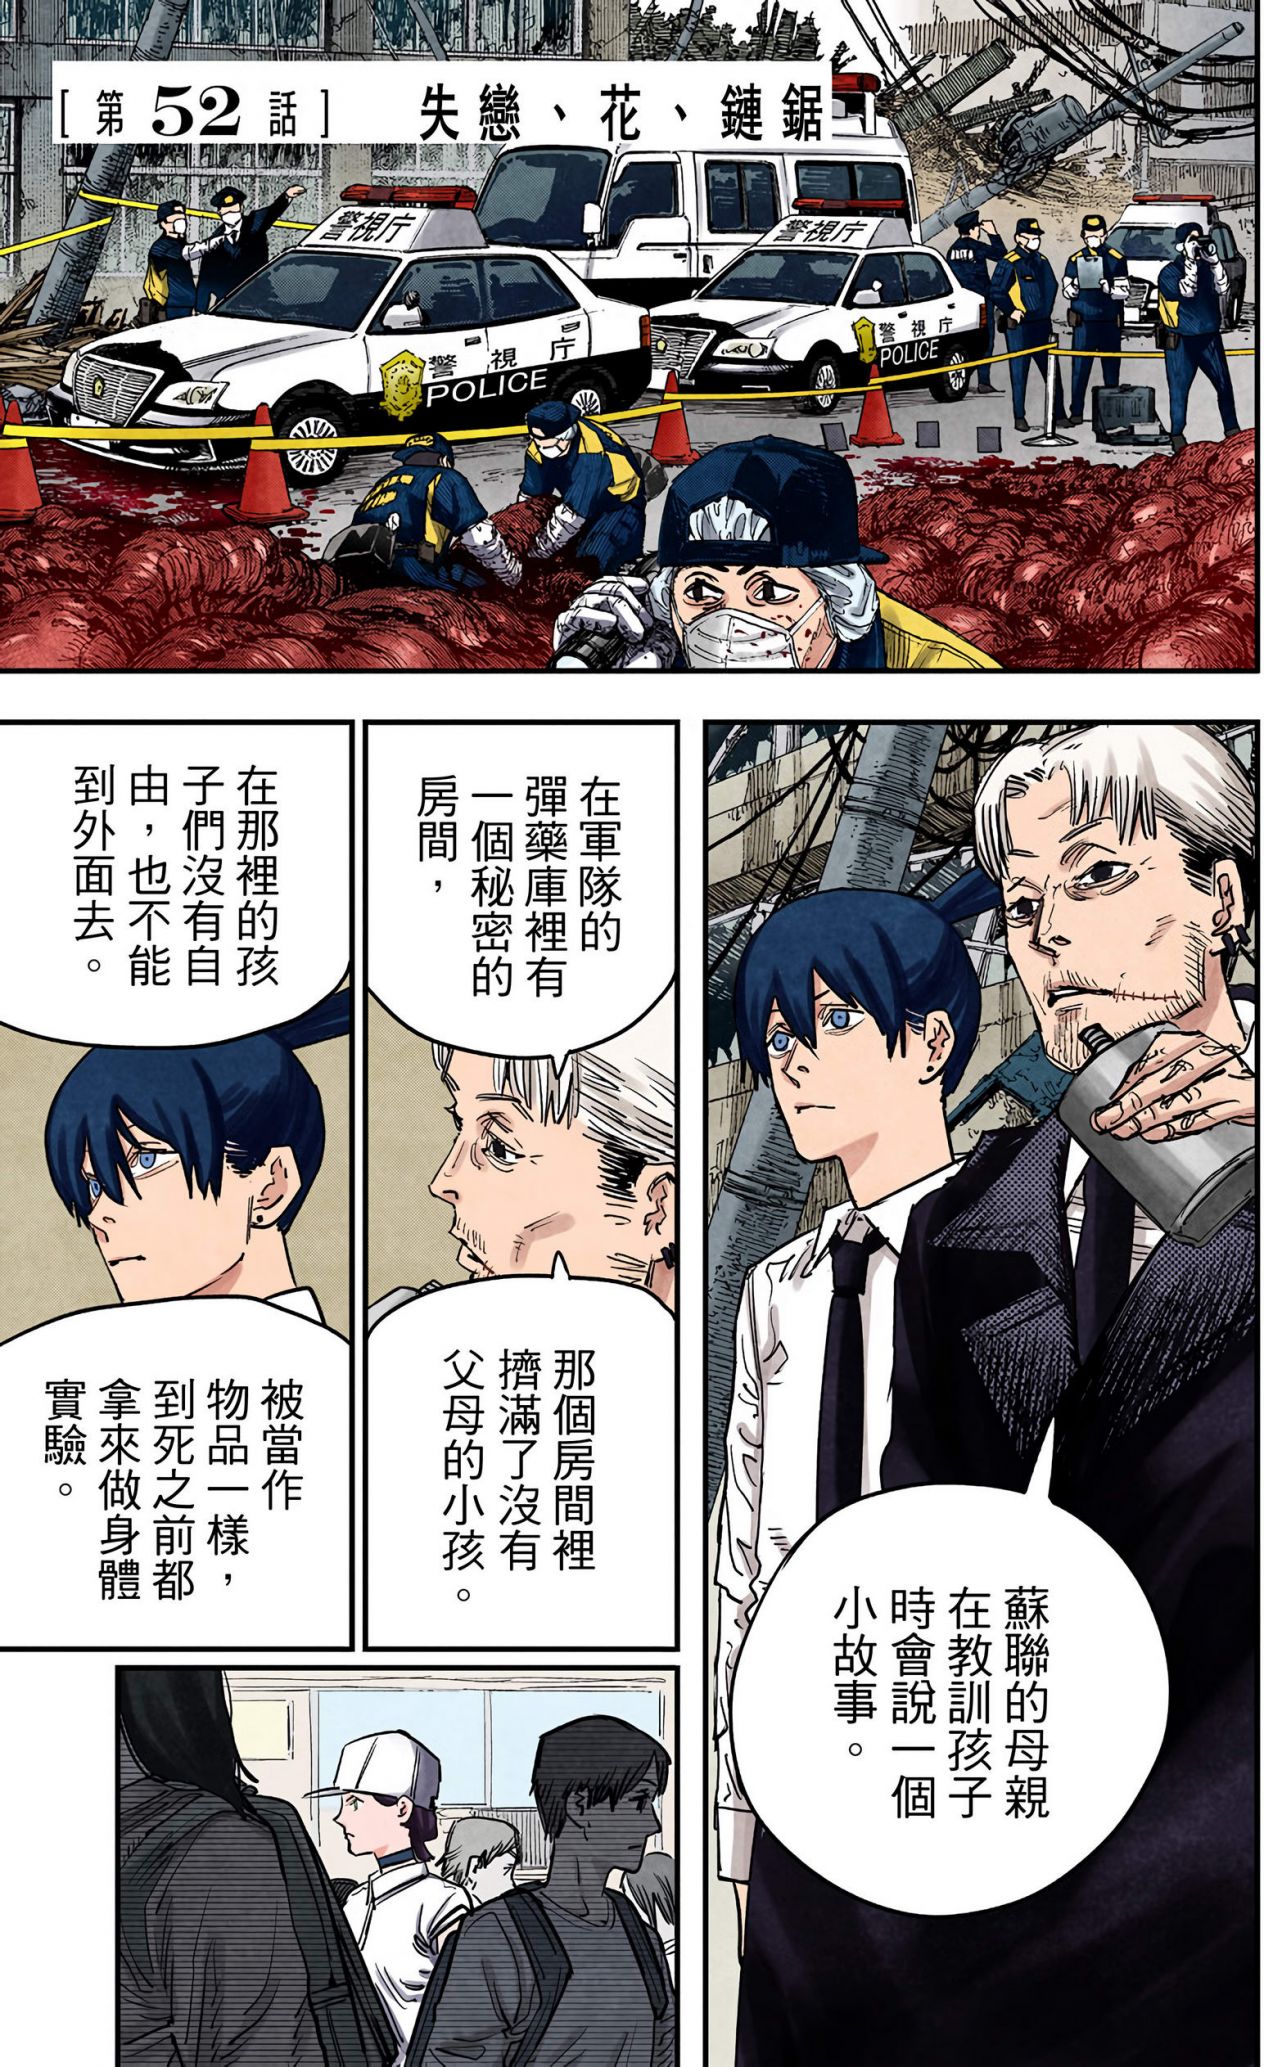 [第52話] 失戀、花、鏈鋸
警視庁
警視庁
警視庁
POLICE
警視庁
POLICE
蘇聯的母親
在教訓孩子
時會說一個
小故事。
在軍隊的
彈藥庫裡有
一個秘密的
房間，
那個房間裡
擠滿了沒有
父母的小孩。
在那裡的孩
子們沒有自
由，也不能
到外面去。
被當作
物品一樣，
到死之前都
拿來做身體
實驗。